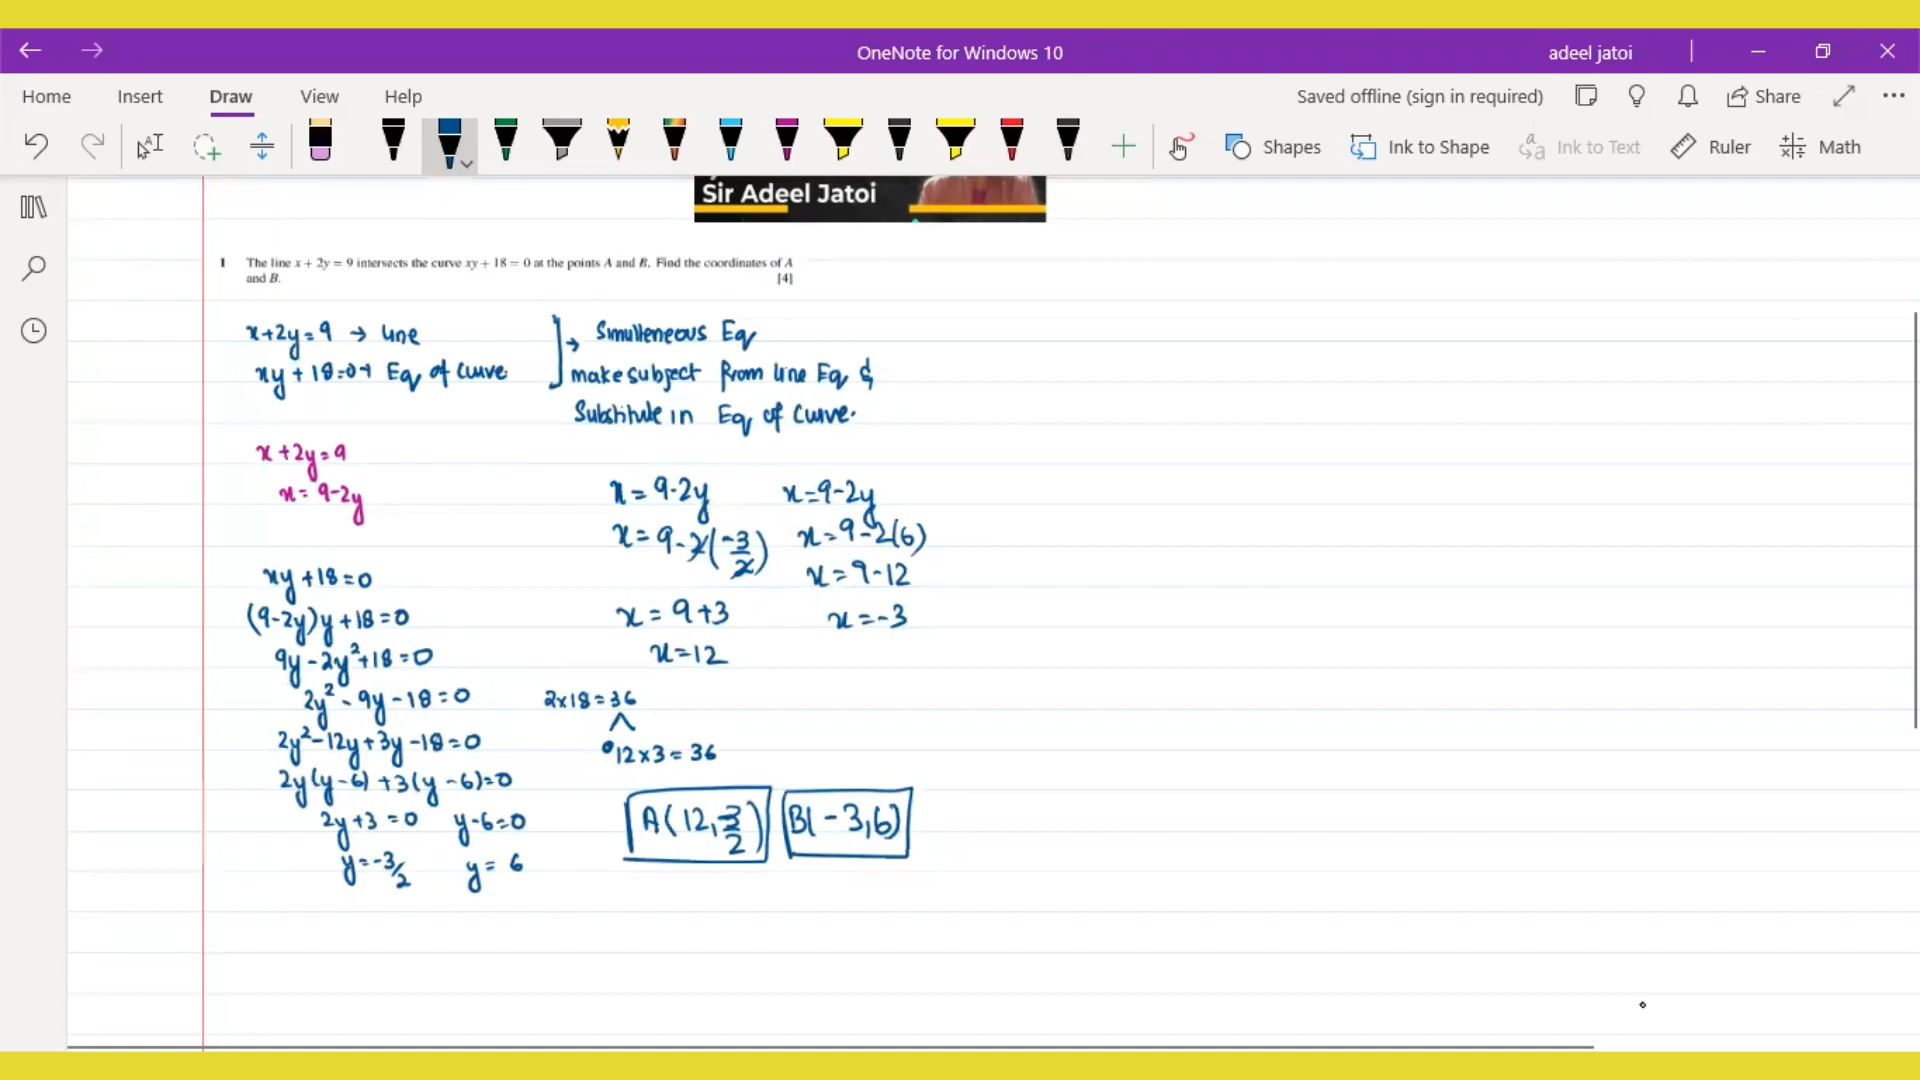 OneNote for Windows 10
adeel jatoi
Home Insert Draw View Help
Saved offline (sign in required) Share
Shapes Ink to Shape Ink to Text Ruler Math
Sir Adeel Jatoi
1 The line x + 2y = 9 intersects the curve xy + 18 = 0 at the points A and B. Find the coordinates of A
and B. [4]
x+2y=9 → line
xy+18=0→ Eq of Curve
→ Simulteneous Eq
make subject from line Eq &
Substitute in Eq of Curve.
x+2y=9
x= 9-2y
xy+18=0
(9-2y)y+18=0
9y-2y²+18=0
2y²-9y-18=0
2y²-12y+3y-18=0
2y(y-6)+3(y-6)=0
2y+3=0 y-6=0
y=-3/2 y=6
x=9-2y
x=9-2(-3/2)
x=9+3
x=12
x=9-2y
x=9-2(6)
x=9-12
x=-3
2x18=36
12x3=36
A(12,-3/2) B(-3,6)